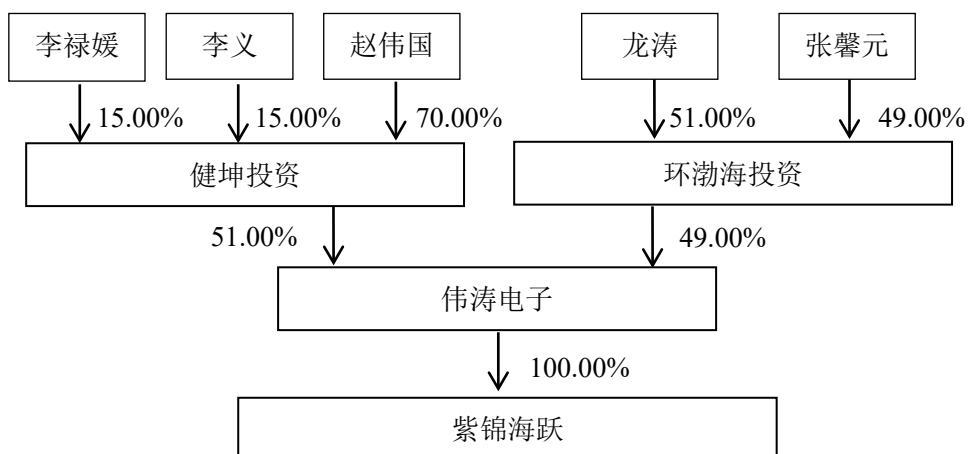 李禄媛 李义 赵伟国 龙涛 张馨元
15.00% 15.00% 70.00% 51.00% 49.00%
健坤投资 环渤海投资
51.00% 49.00%
伟涛电子
100.00%
紫锦海跃